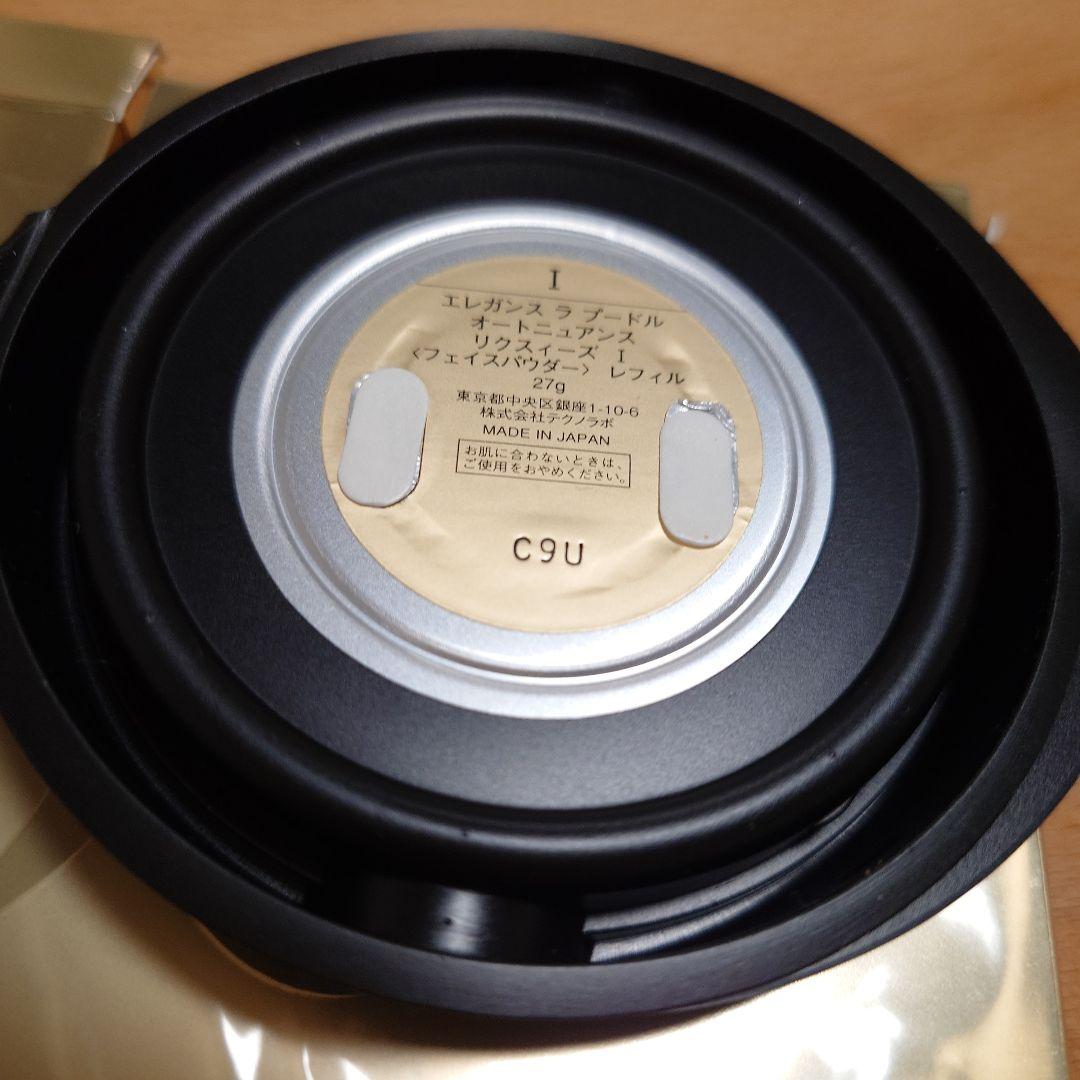 I
エレガンス ラ プードル
オートニュアンス
リクスィーズ I
〈フェイスパウダー〉 レフィル
27g
東京都中央区銀座1-10-6
株式会社テクノラボ
MADE IN JAPAN
お肌に合わないときは、
ご使用をおやめください。
C9U